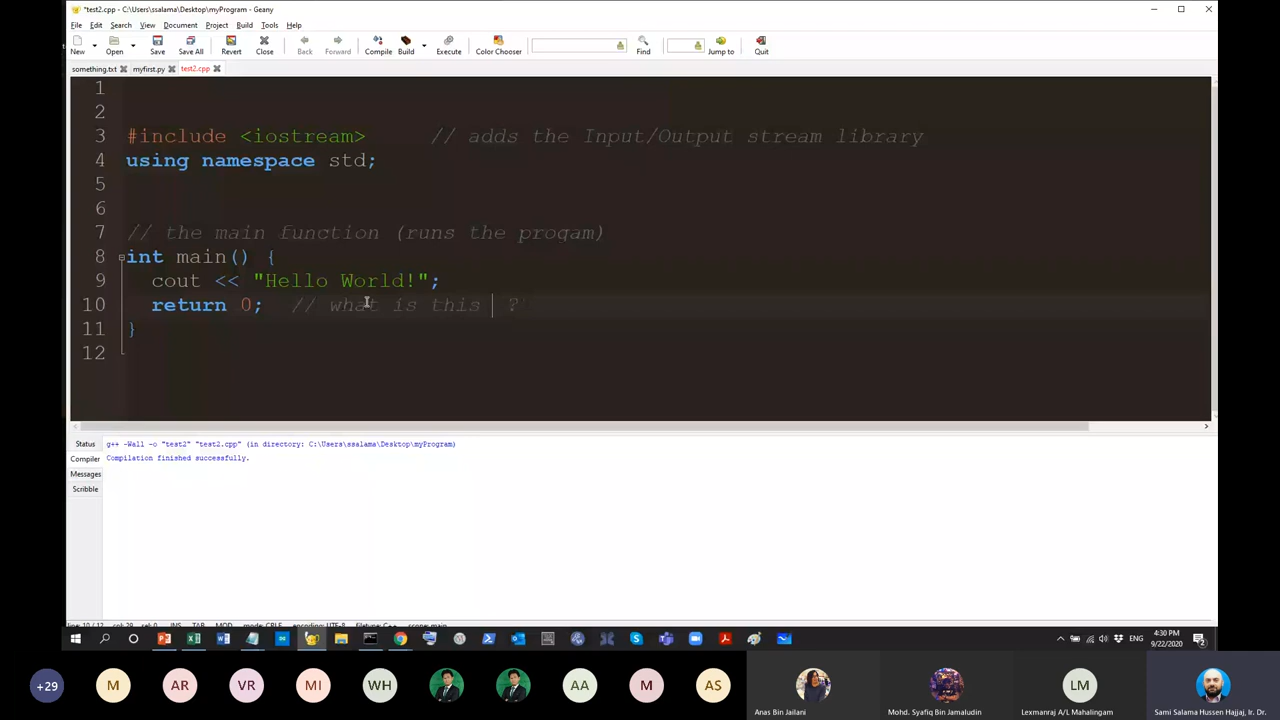 *test2.cpp - C:\Users\ssalama\Desktop\myProgram - Geany
File Edit Search View Document Project Build Tools Help
New Open Save Save All Revert Close Back Forward Compile Build Execute Color Chooser Find Jump to Quit
something.txt myfirst.py test2.cpp
1
2
3 #include <iostream> // adds the Input/Output stream library
4 using namespace std;
5
6
7 // the main function (runs the proqam)
8 int main() {
9 cout << "Hello World!";
10 return 0; // what is this ?
11 }
12
Status
g++ -Wall -o "test2" "test2.cpp" (in directory: C:\Users\ssalama\Desktop\myProgram)
Compiler
Compilation finished successfully.
Messages
Scribble
ENG
4:30 PM
9/22/2020
+29 M AR VR MI WH AA M AS LM
Anas Bin Jailani
Mohd. Syafiq Bin Jamaludin
Lexmanraj A/L Mahalingam
Sami Salama Hussen Hajjaj, Ir. Dr.